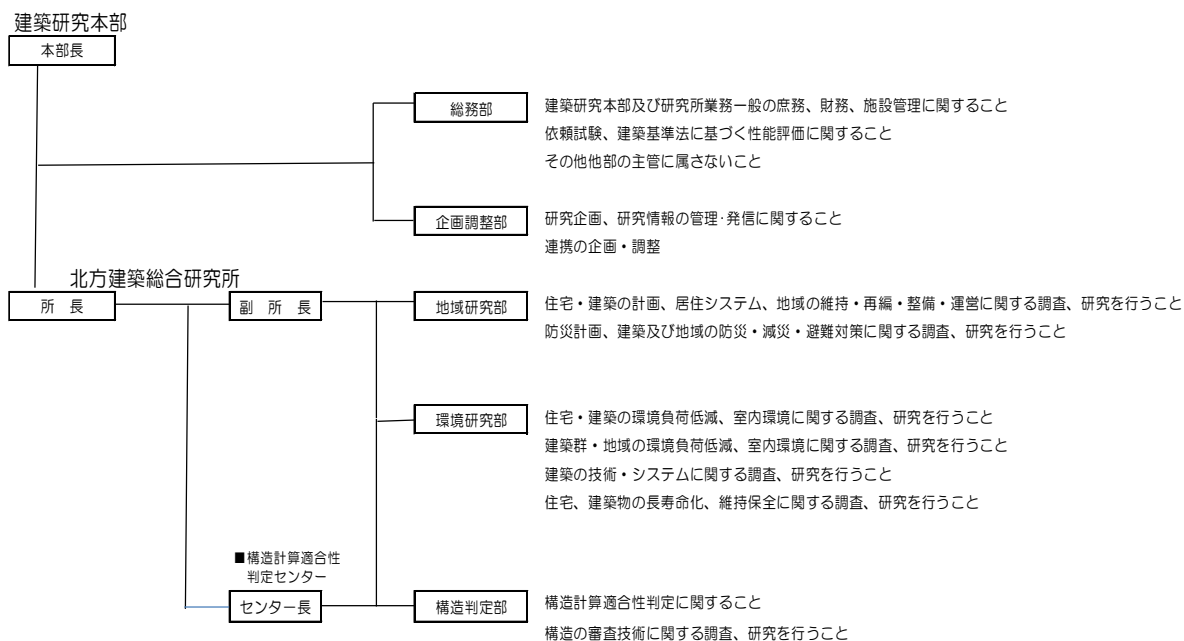 建築研究本部
本部長
総務部
建築研究本部及び研究所業務一般の庶務、財務、施設管理に関すること
依頼試験、建築基準法に基づく性能評価に関すること
その他他部の主管に属さないこと
企画調整部
研究企画、研究情報の管理・発信に関すること
連携の企画・調整
北方建築総合研究所
所　長
副　所　長
地域研究部
住宅・建築の計画、居住システム、地域の維持・再編・整備・運営に関する調査、研究を行うこと
防災計画、建築及び地域の防災・減災・避難対策に関する調査、研究を行うこと
環境研究部
住宅・建築の環境負荷低減、室内環境に関する調査、研究を行うこと
建築群・地域の環境負荷低減、室内環境に関する調査、研究を行うこと
建築の技術・システムに関する調査、研究を行うこと
住宅、建築物の長寿命化、維持保全に関する調査、研究を行うこと
■構造計算適合性
判定センター
センター長
構造判定部
構造計算適合性判定に関すること
構造の審査技術に関する調査、研究を行うこと